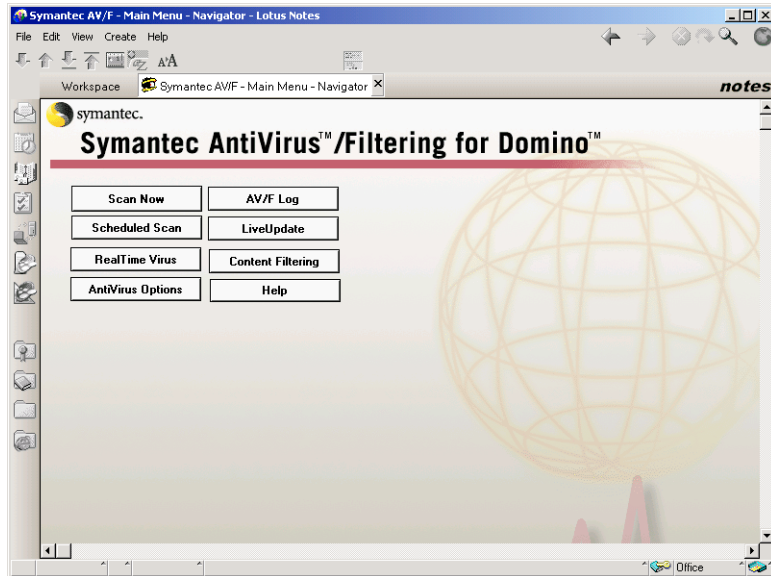 Symantec AV/F - Main Menu - Navigator - Lotus Notes
File Edit View Create Help
Workspace Symantec AV/F - Main Menu - Navigator
notes
symantec.
Symantec AntiVirus™/Filtering for Domino™
Scan Now AV/F Log
Scheduled Scan LiveUpdate
RealTime Virus Content Filtering
AntiVirus Options Help
Office